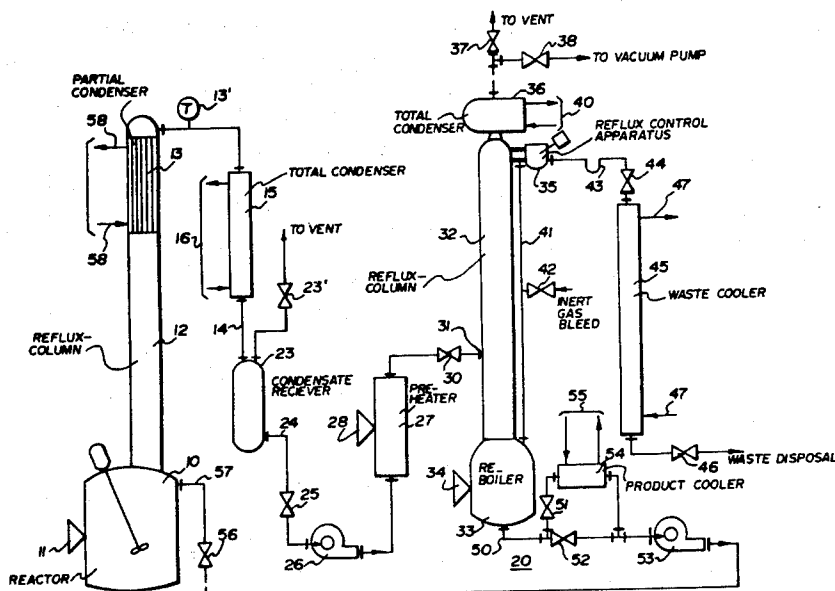 TO VENT
37
38
TO VACUUM PUMP
36
PARTIAL
CONDENSER
13'
T
TOTAL
CONDENSER
40
REFLUX CONTROL
APPARATUS
58
13
TOTAL CONDENSER
15
35
43
44
47
TO VENT
16
58
32
41
REFLUX-
COLUMN
42
45
WASTE COOLER
23'
INERT
GAS
BLEED
14
31
REFLUX-
COLUMN
12
23
CONDENSATE
RECIEVER
30
PRE-
HEATER
27
28
55
47
24
10
57
34
RE-
BOILER
54
46
WASTE DISPOSAL
PRODUCT COOLER
25
51
33
11
56
26
50
20
52
53
REACTOR